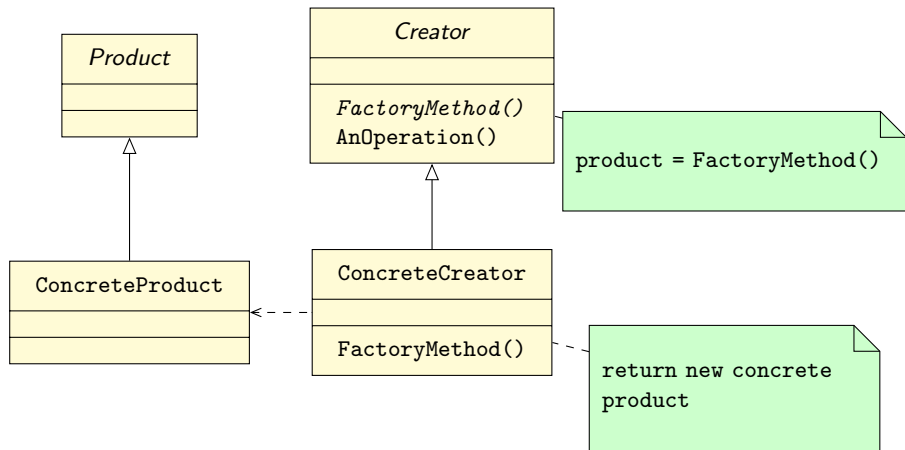 Product
Creator
FactoryMethod()
AnOperation()
product = FactoryMethod()
ConcreteProduct
ConcreteCreator
FactoryMethod()
return new concrete
product